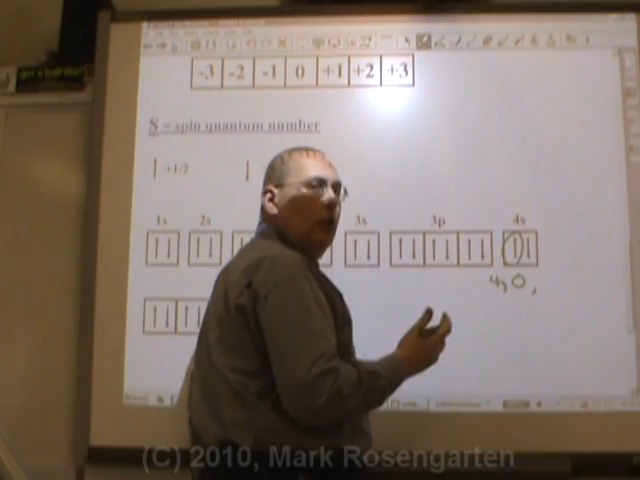 -3 -2 -1 0 +1 +2 +3
S - spin quantum number
+1/2
1s 2s 3s 3p 4s
4, 0,
(C) 2010, Mark Rosengarten